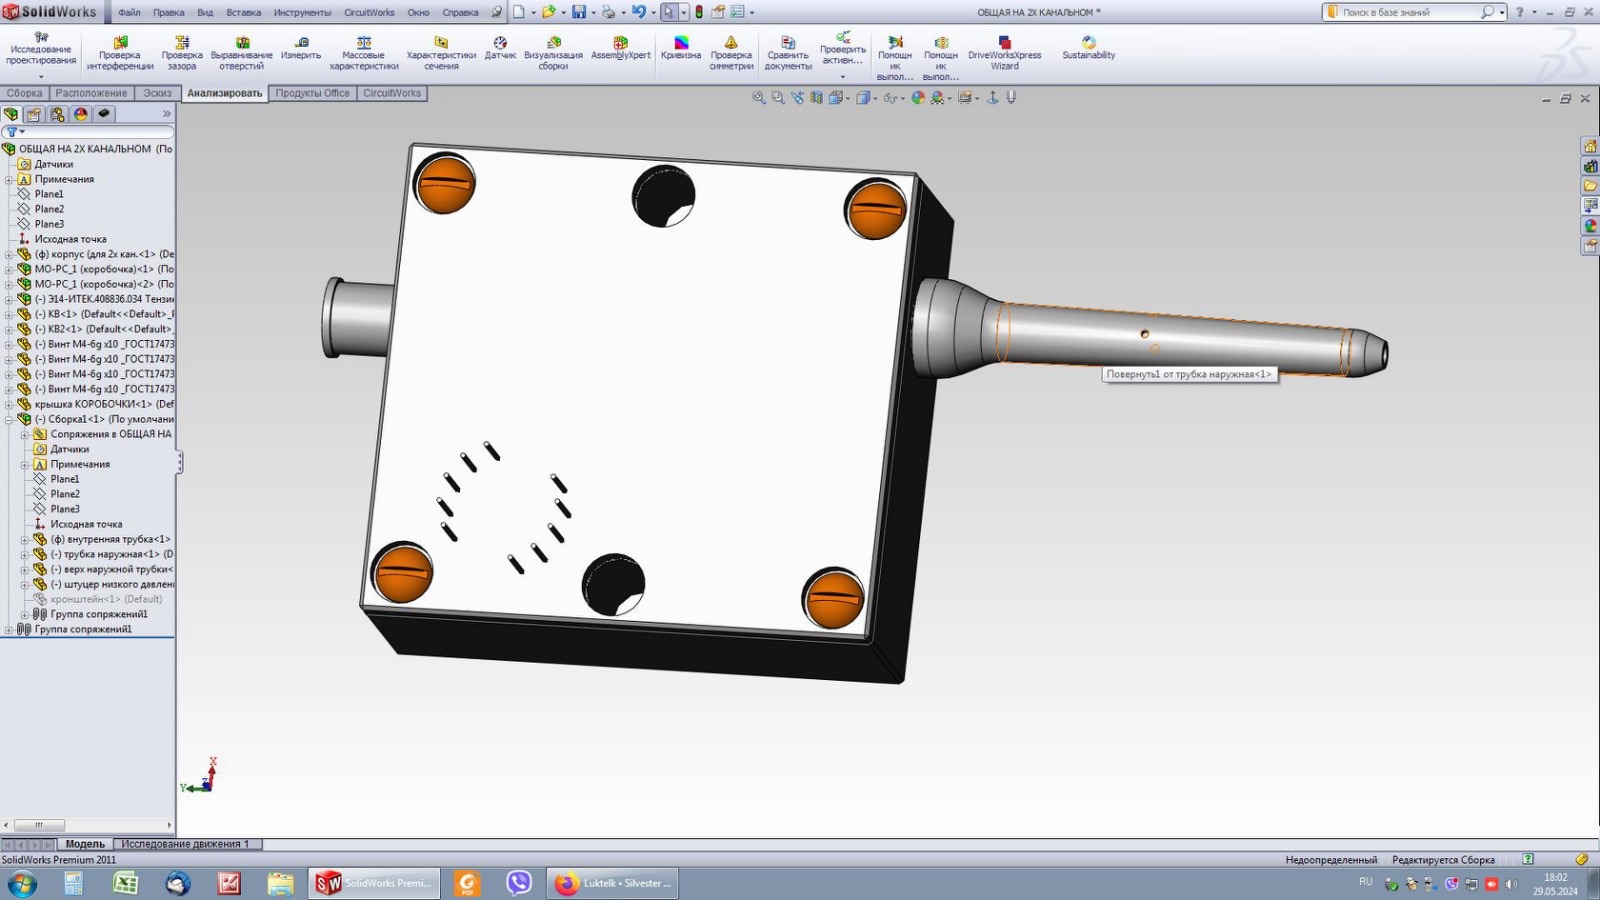 SolidWorks Файл Правка Вид Вставка Инструменты CircuitWorks Окно Справка ОБЩАЯ НА 2X КАНАЛЬНОМ * Поиск в базе знаний
Исследование проектирования
Проверка интерференции
Проверка зазора
Выравнивание отверстий
Измерить
Массовые характеристики
Характеристики сечения
Датчик
Визуализация сборки
AssemblyXpert
Кривизна
Проверка симметрии
Сравнить документы
Проверить активн...
Помощн ик выпол...
Помощн ик выпол...
DriveWorksXpress Wizard
Sustainability
Сборка Расположение Эскиз Анализировать Продукты Office CircuitWorks
ОБЩАЯ НА 2X КАНАЛЬНОМ (По
Датчики
Примечания
Plane1
Plane2
Plane3
Исходная точка
(ф) корпус (для 2х кан.<1> (De
МО-РС_1 (коробочка)<1> (По
МО-РС_1 (коробочка)<2> (По
(-) Э14-ИТЕК.408836.034 Тензи
(-) КВ<1> (Default<<Default>_
(-) КВ2<1> (Default<<Default>_
(-) Винт М4-6g x10 _ГОСТ17473
(-) Винт М4-6g x10 _ГОСТ17473
(-) Винт М4-6g x10 _ГОСТ17473
(-) Винт М4-6g x10 _ГОСТ17473
крышка КОРОБОЧКИ<1> (Def
(-) Сборка1<1> (По умолчани
Сопряжения в ОБЩАЯ НА
Датчики
Примечания
Plane1
Plane2
Plane3
Исходная точка
(ф) внутренняя трубка<1>
(-) трубка наружная<1> (D
(-) верх наружной трубки<
(-) штуцер низкого давлен
кронштейн<1> (Default)
Группа сопряжений1
Группа сопряжений1
Повернуть1 от трубка наружная<1>
X
Y
Z
Модель Исследование движения 1
SolidWorks Premium 2011 Недоопределенный Редактируется Сборка
SolidWorks Premi... Luktelk • Silvester ... RU 18:02
29.05.2024